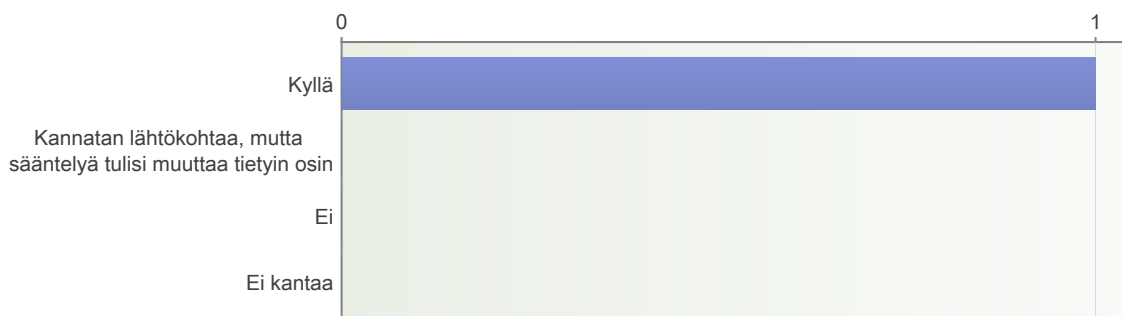 0 1
Kyllä
Kannatan lähtökohtaa, mutta
sääntelyä tulisi muuttaa tietyin osin
Ei
Ei kantaa